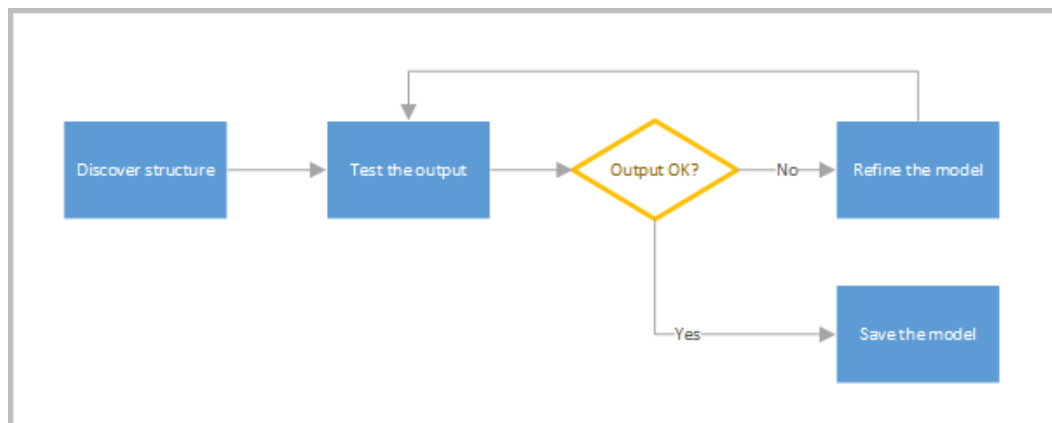 Discover structure
Test the output
Output OK?
No
Refine the model
Yes
Save the model